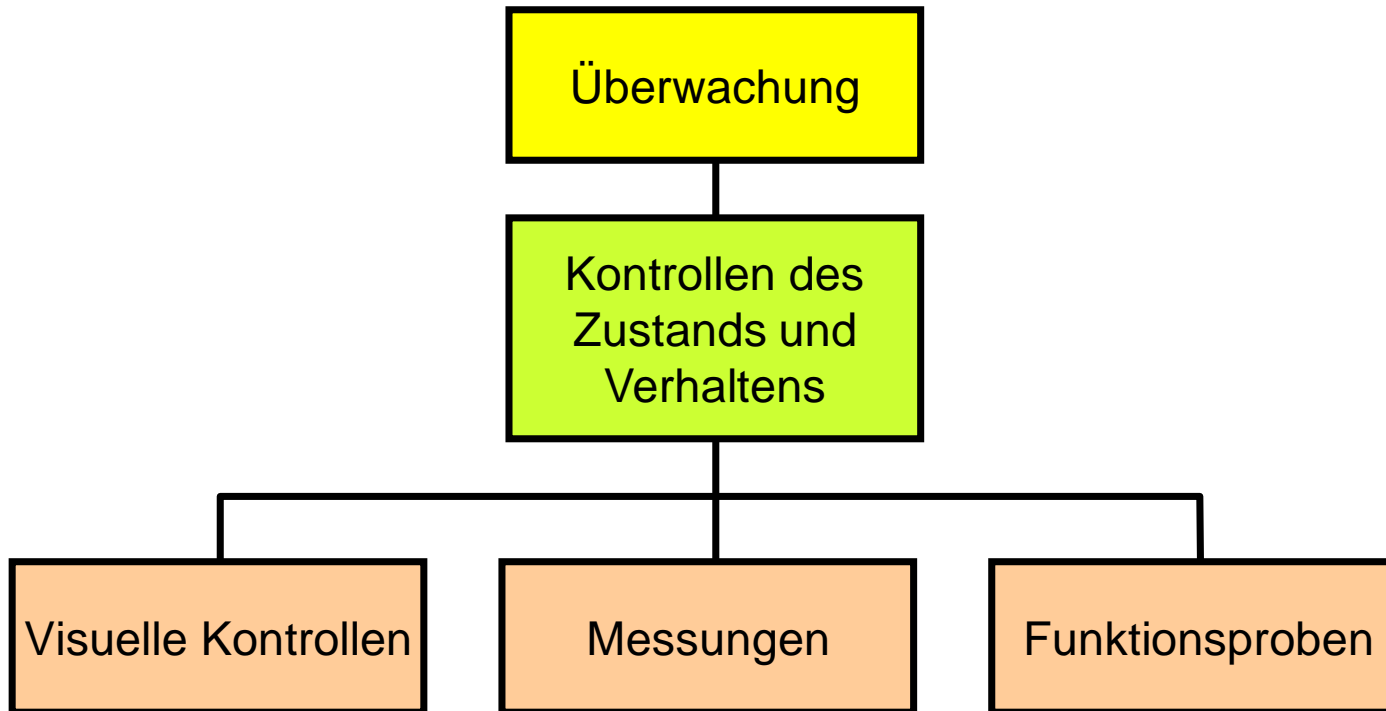 Überwachung
Kontrollen des
Zustands und
Verhaltens
Visuelle Kontrollen
Messungen
Funktionsproben